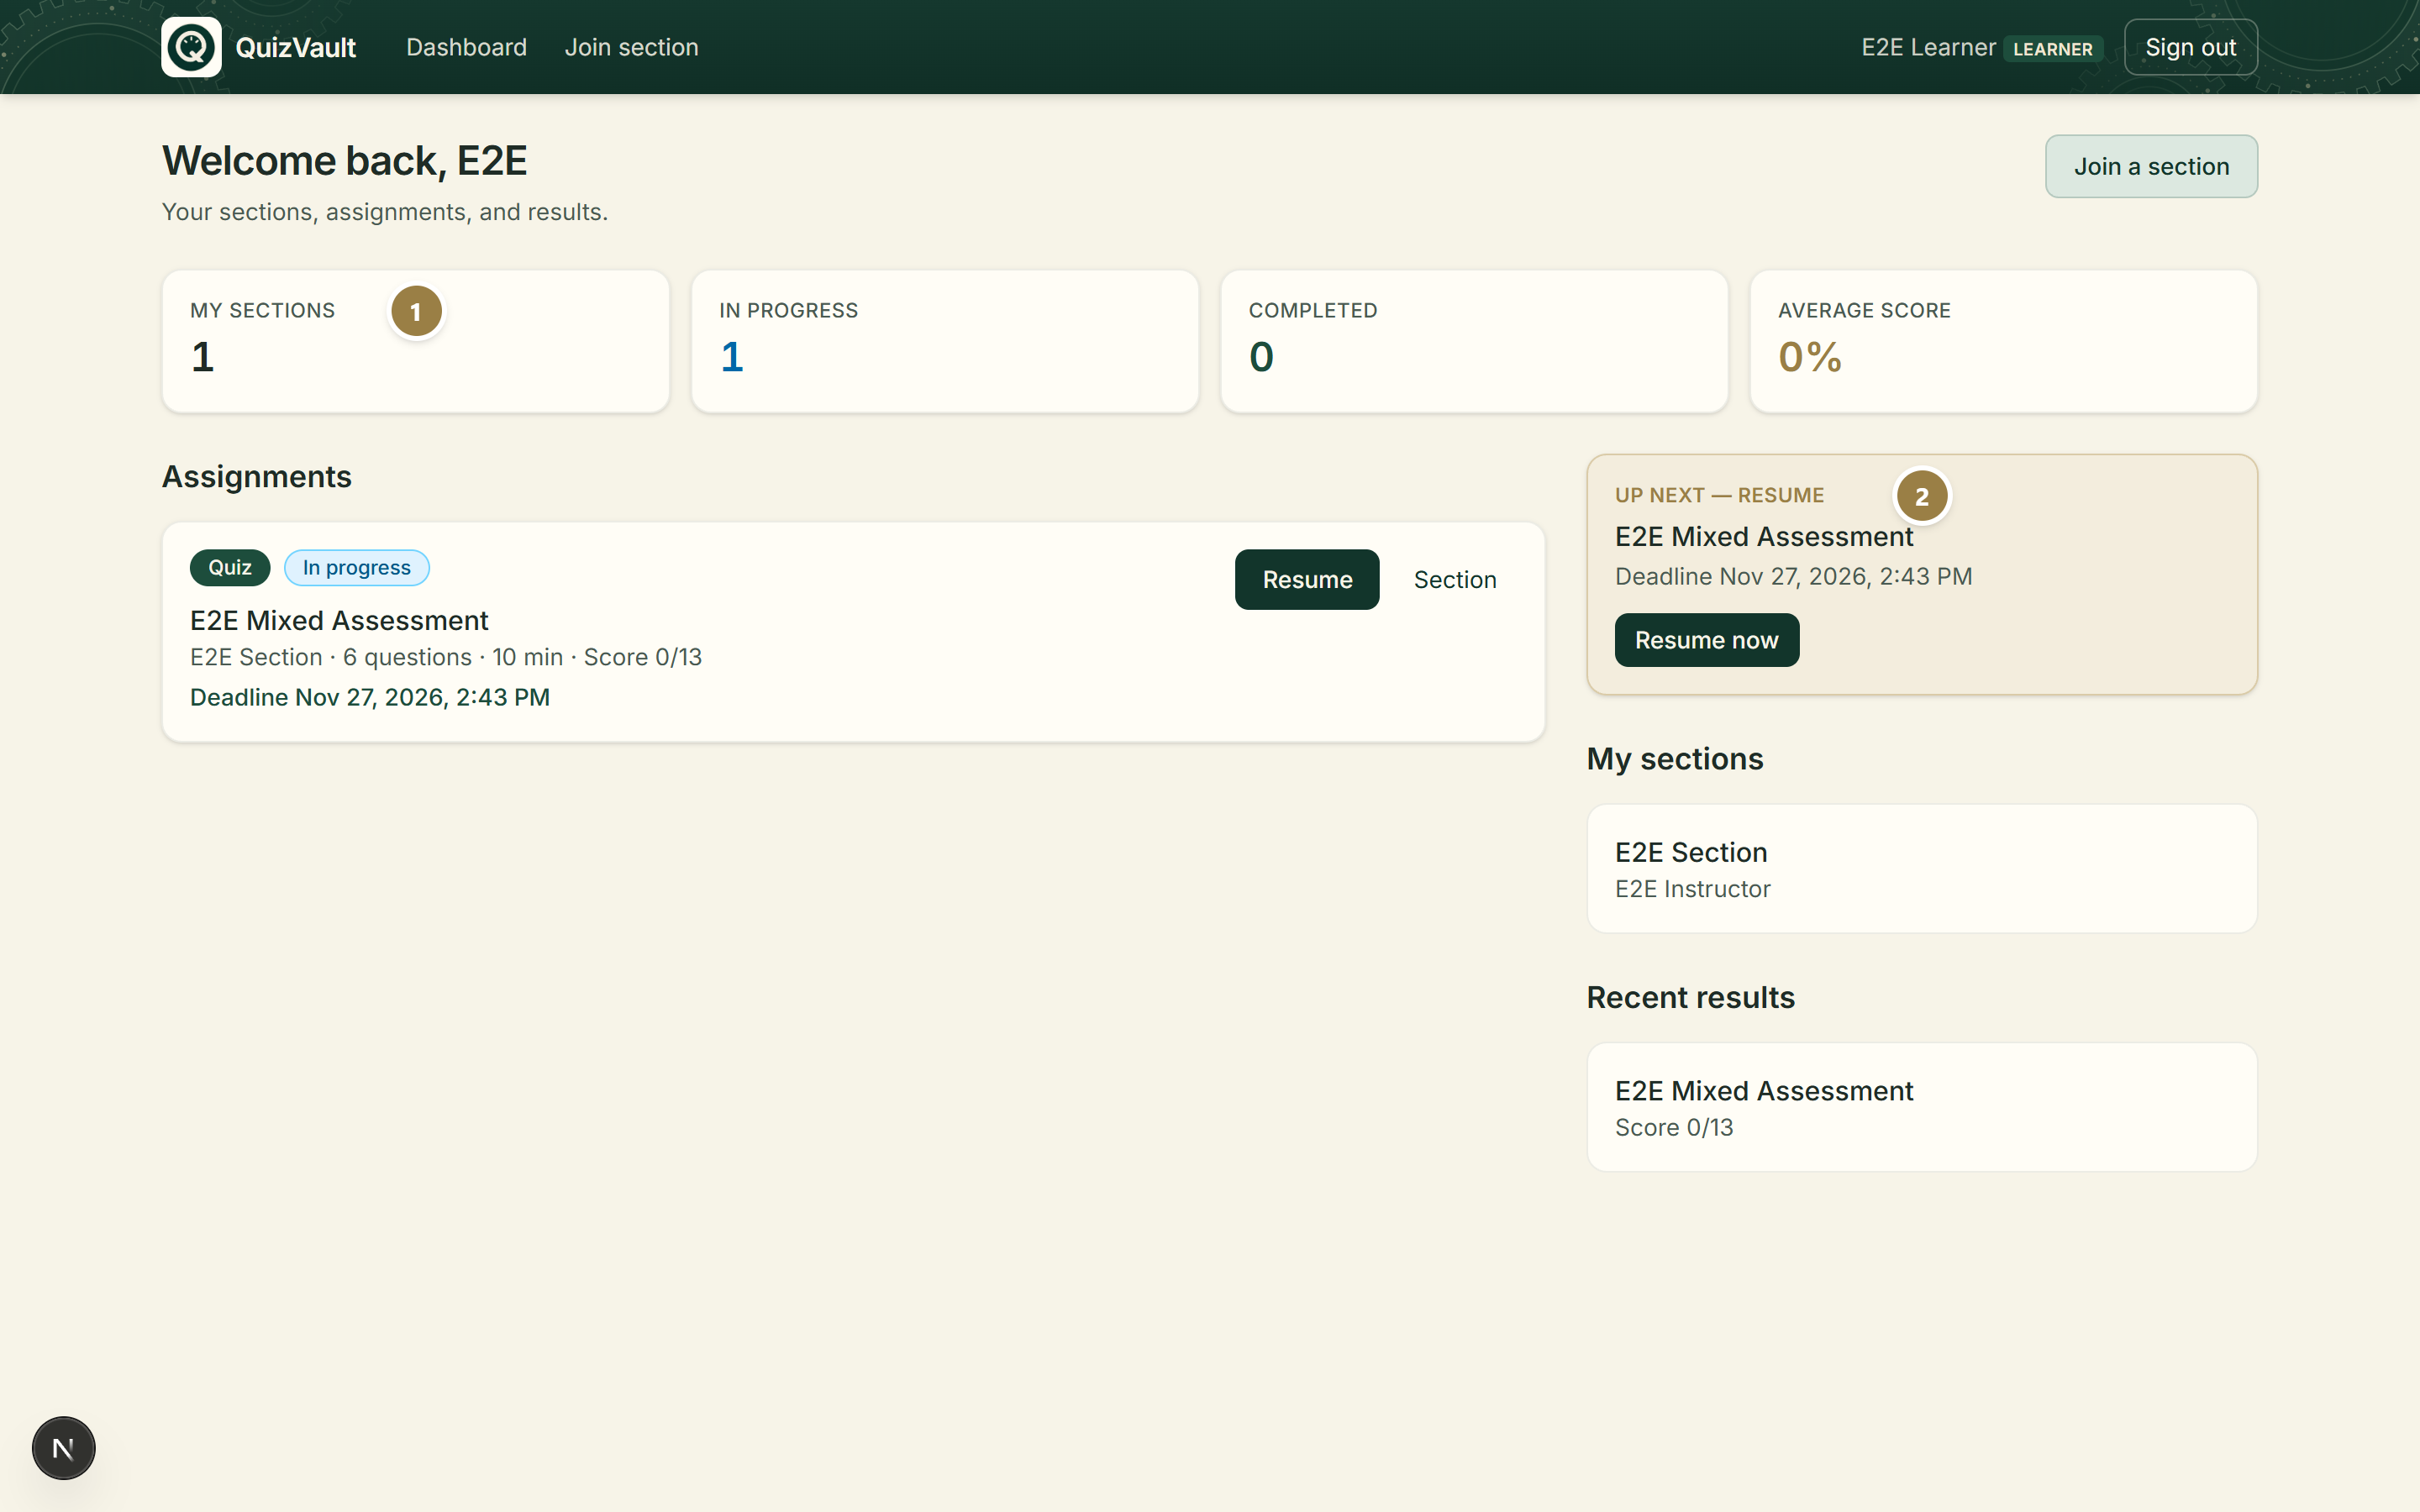 QuizVault
Dashboard
Join section
E2E Learner LEARNER
Sign out
Welcome back, E2E
Your sections, assignments, and results.
Join a section
MY SECTIONS
1
1
IN PROGRESS
1
COMPLETED
0
AVERAGE SCORE
0%
Assignments
Quiz
In progress
E2E Mixed Assessment
E2E Section · 6 questions · 10 min · Score 0/13
Deadline Nov 27, 2026, 2:43 PM
Resume
Section
UP NEXT — RESUME
2
E2E Mixed Assessment
Deadline Nov 27, 2026, 2:43 PM
Resume now
My sections
E2E Section
E2E Instructor
Recent results
E2E Mixed Assessment
Score 0/13
N